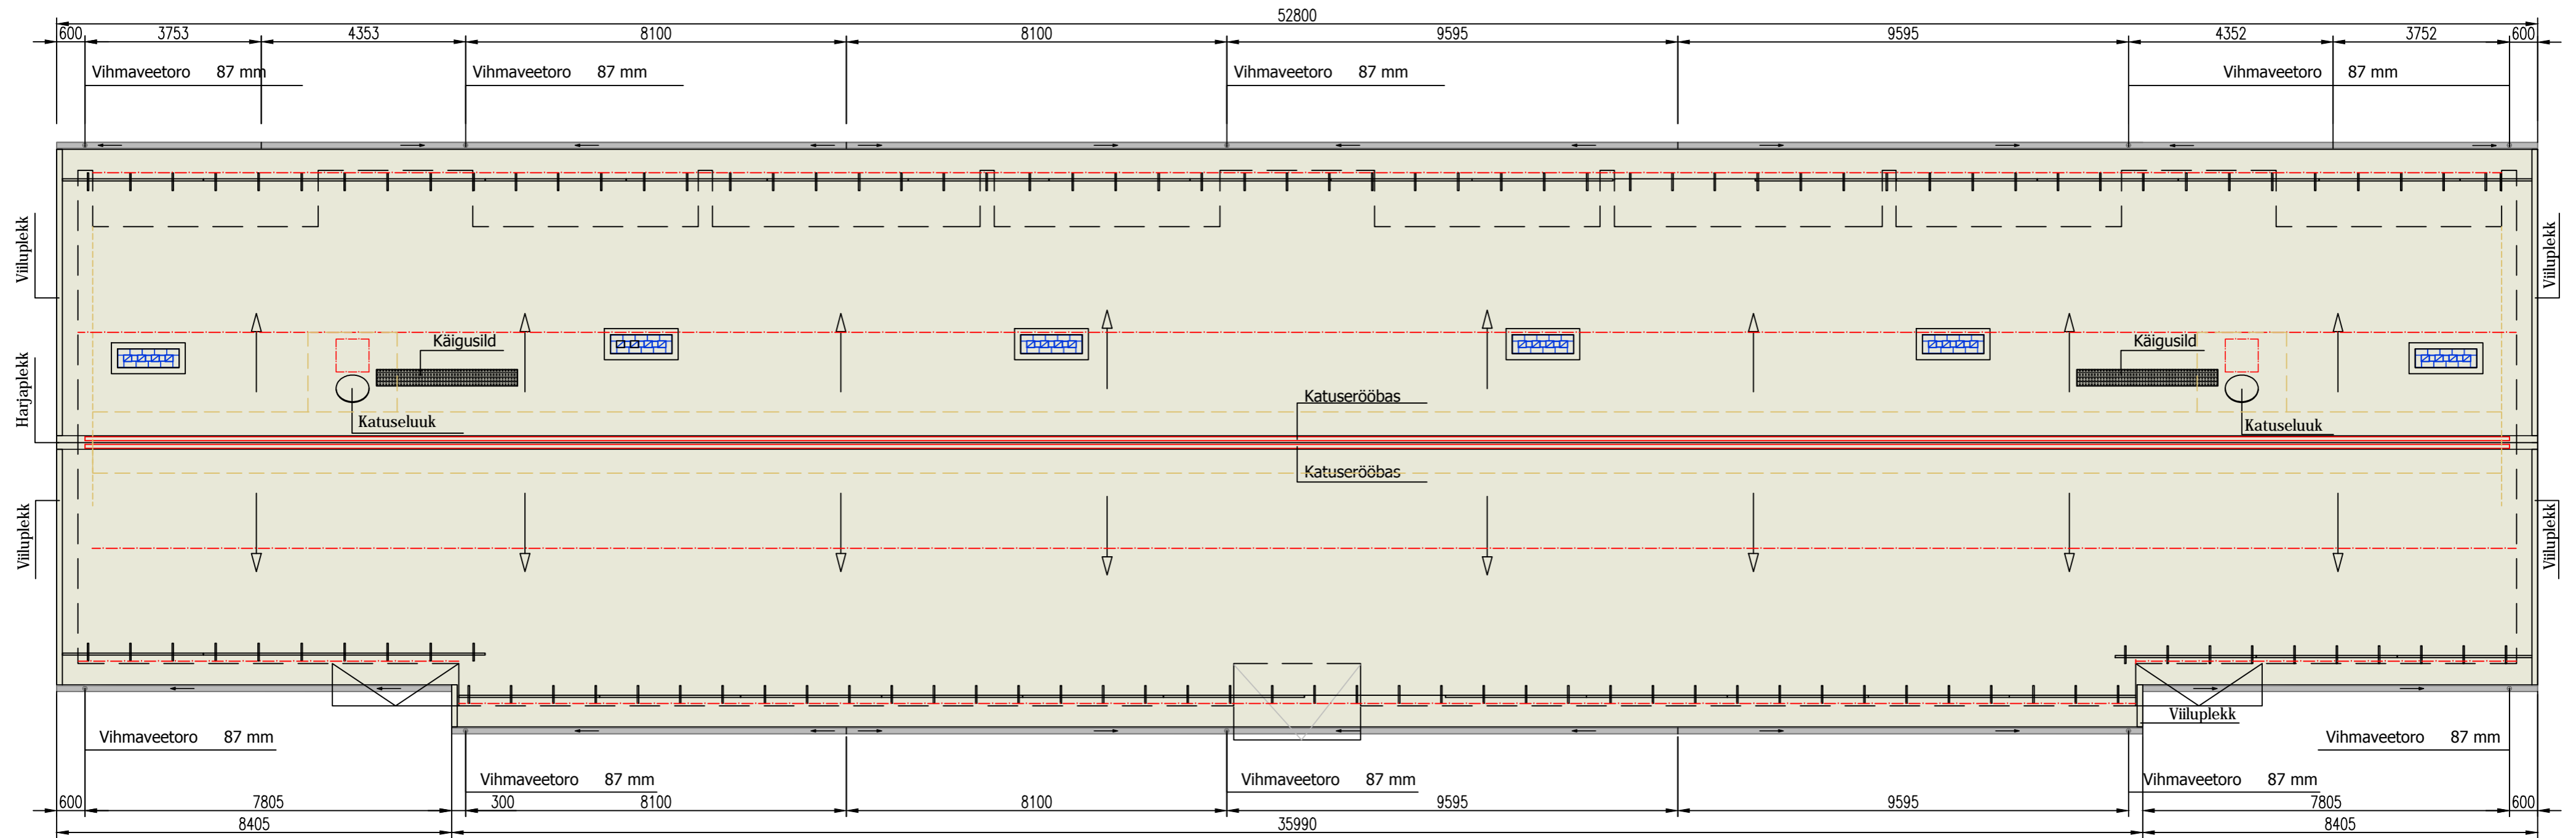 52800
600 3753 4353 8100 8100 9595 9595 4352 3752 600
Vihmaveetoro 87 mm
Vihmaveetoro 87 mm
Vihmaveetoro 87 mm
Vihmaveetoro 87 mm
Viiluplekk
Viiluplekk
Harjaplekk
Käigusild
Käigusild
Katuserööbas
Katuseluuk
Katuseluuk
Katuserööbas
Viiluplekk
Viiluplekk
Viiluplekk
Vihmaveetoro 87 mm
Vihmaveetoro 87 mm
Vihmaveetoro 87 mm
Vihmaveetoro 87 mm
Vihmaveetoro 87 mm
600 7805 300 8100 8100 9595 9595 7805 600
8405 35990 8405